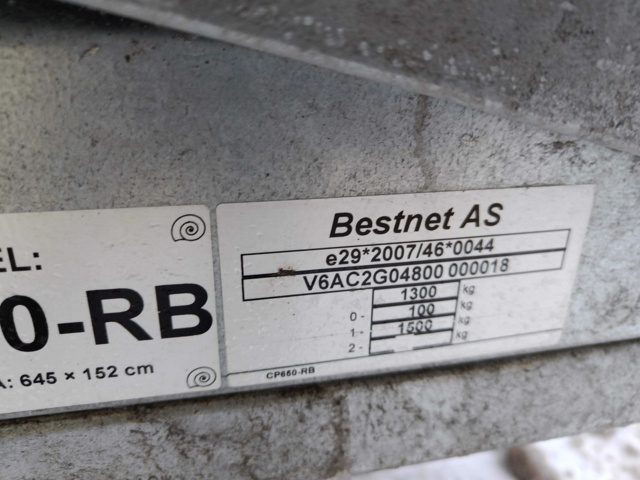 EL:
0-RB
A: 645 × 152 cm
Bestnet AS
e29*2007/46*0044
V6AC2G04800 000018
1300 kg
0- 100 kg
1- 1500 kg
2- kg
CP650-RB